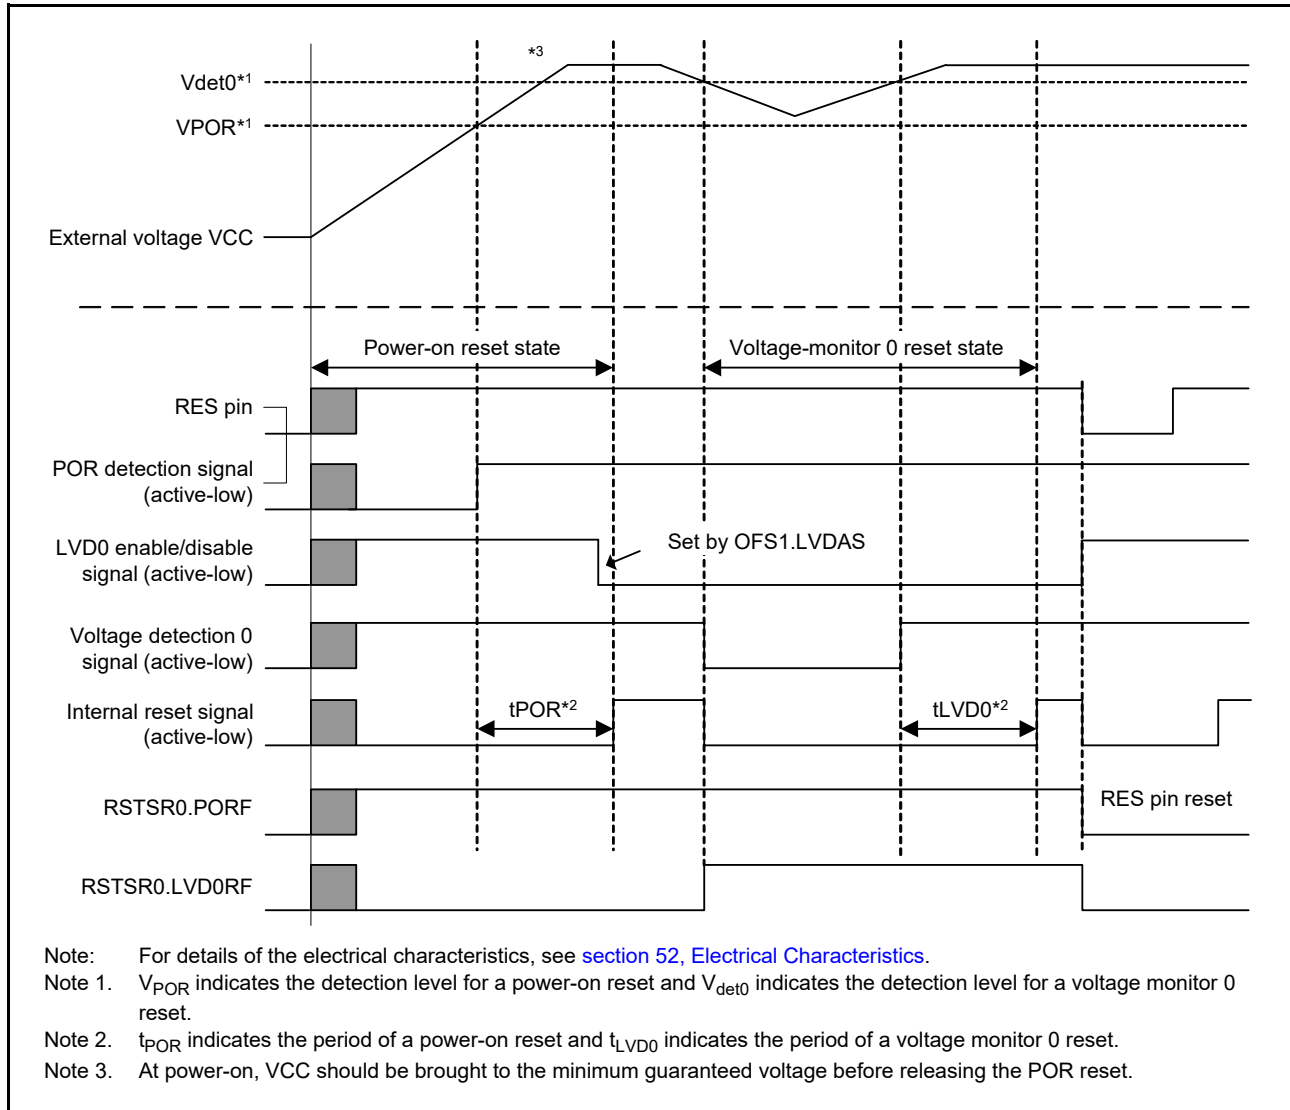 *3
Vdet0*1
VPOR*1
External voltage VCC
Power-on reset state
Voltage-monitor 0 reset state
RES pin
POR detection signal
(active-low)
LVD0 enable/disable
signal (active-low)
Set by OFS1.LVDAS
Voltage detection 0
signal (active-low)
Internal reset signal
(active-low)
tPOR*2
tLVD0*2
RSTSR0.PORF
RES pin reset
RSTSR0.LVD0RF
Note: For details of the electrical characteristics, see section 52, Electrical Characteristics.
Note 1. VPOR indicates the detection level for a power-on reset and Vdet0 indicates the detection level for a voltage monitor 0
reset.
Note 2. tPOR indicates the period of a power-on reset and tLVD0 indicates the period of a voltage monitor 0 reset.
Note 3. At power-on, VCC should be brought to the minimum guaranteed voltage before releasing the POR reset.